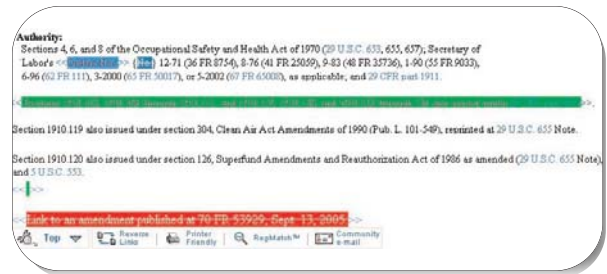 Authority:
Sections 4, 6, and 8 of the Occupational Safety and Health Act of 1970 (29 U.S.C. 653, 655, 657); Secretary of
Labor's << >> (No.) 12-71 (36 FR 8754), 8-76 (41 FR 25059), 9-83 (48 FR 35736), 1-90 (55 FR 9033),
6-96 (62 FR 111), 3-2000 (65 FR 50017), or 5-2002 (67 FR 65008), as applicable; and 29 CFR part 1911.
<< >>.
Section 1910.119 also issued under section 304, Clean Air Act Amendments of 1990 (Pub. L. 101-549), reprinted at 29 U.S.C. 655 Note.
Section 1910.120 also issued under section 126, Superfund Amendments and Reauthorization Act of 1986 as amended (29 U.S.C. 655 Note),
and 5 U.S.C. 553.
<< >>
<<Link to an amendment published at 70 FR 53929, Sept. 13, 2005.>>
Top Reverse Links Printer Friendly RegMatch™ Community e-mail